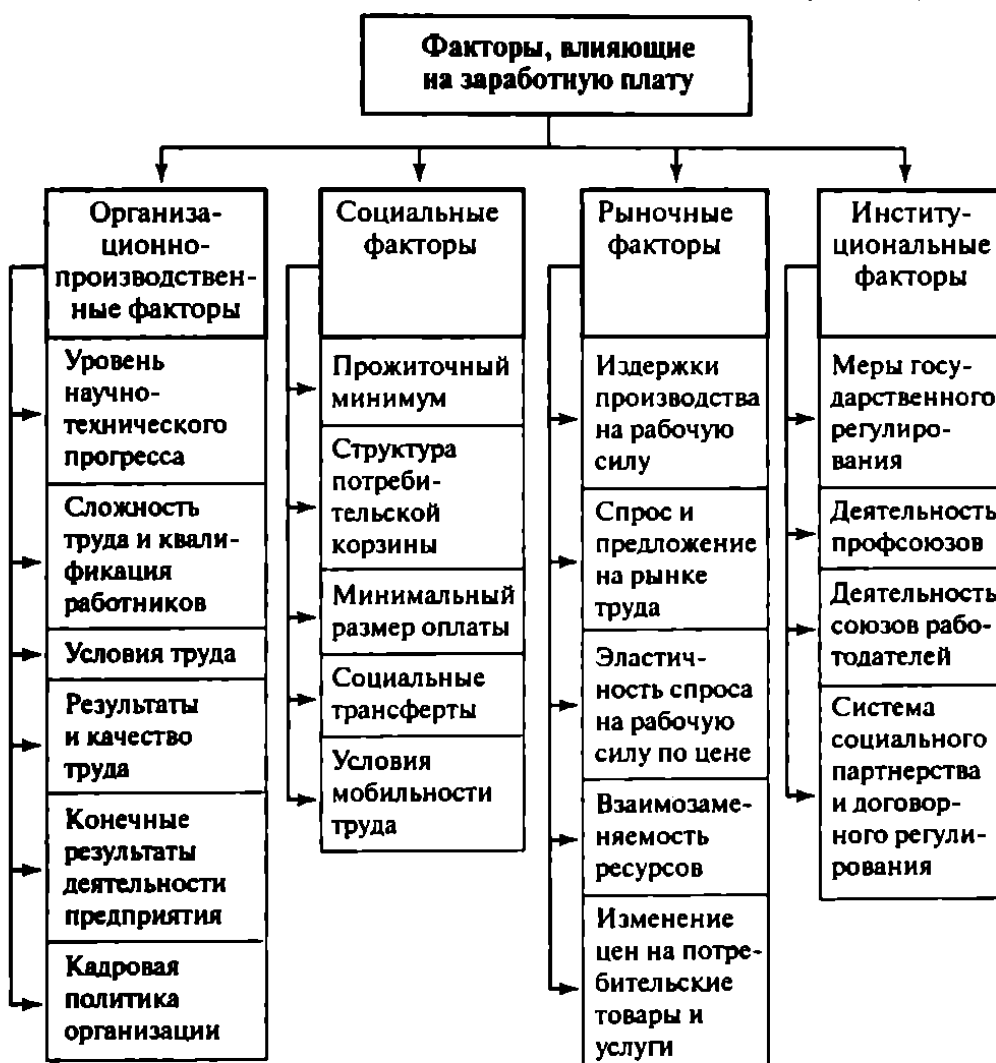 Факторы, влияющие
на заработную плату
Организа-
ционно-
производствен-
ные факторы
Уровень
научно-
технического
прогресса
Сложность
труда и квали-
фикация
работников
Условия труда
Результаты
и качество
труда
Конечные
результаты
деятельности
предприятия
Кадровая
политика
организации
Социальные
факторы
Прожиточный
минимум
Структура
потреби-
тельской
корзины
Минимальный
размер оплаты
Социальные
трансферты
Условия
мобильности
труда
Рыночные
факторы
Издержки
производства
на рабочую
силу
Спрос и
предложение
на рынке
труда
Эластич-
ность спроса
на рабочую
силу по цене
Взаимозаме-
няемость
ресурсов
Изменение
цен на потре-
бительские
товары и
услуги
Институ-
циональные
факторы
Меры госу-
дарственного
регулиро-
вания
Деятельность
профсоюзов
Деятельность
союзов рабо-
тодателей
Система
социального
партнерства
и договор-
ного регули-
рования